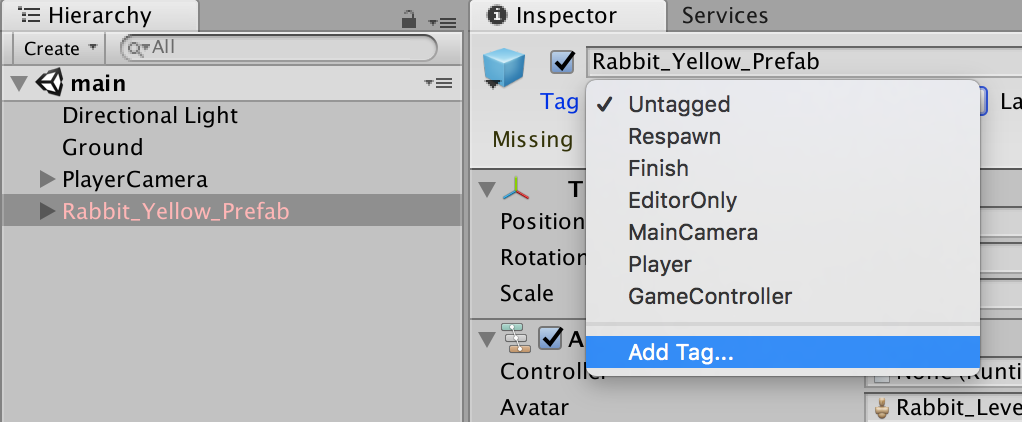 Hierarchy
Create
All
main
Directional Light
Ground
PlayerCamera
Rabbit_Yellow_Prefab
Inspector
Services
Rabbit_Yellow_Prefab
Tag
La
Untagged
Respawn
Finish
EditorOnly
MainCamera
Player
GameController
Add Tag...
Missing
T
Position
Rotation
Scale
A
Controller
None (Runti
Avatar
Rabbit_Leve